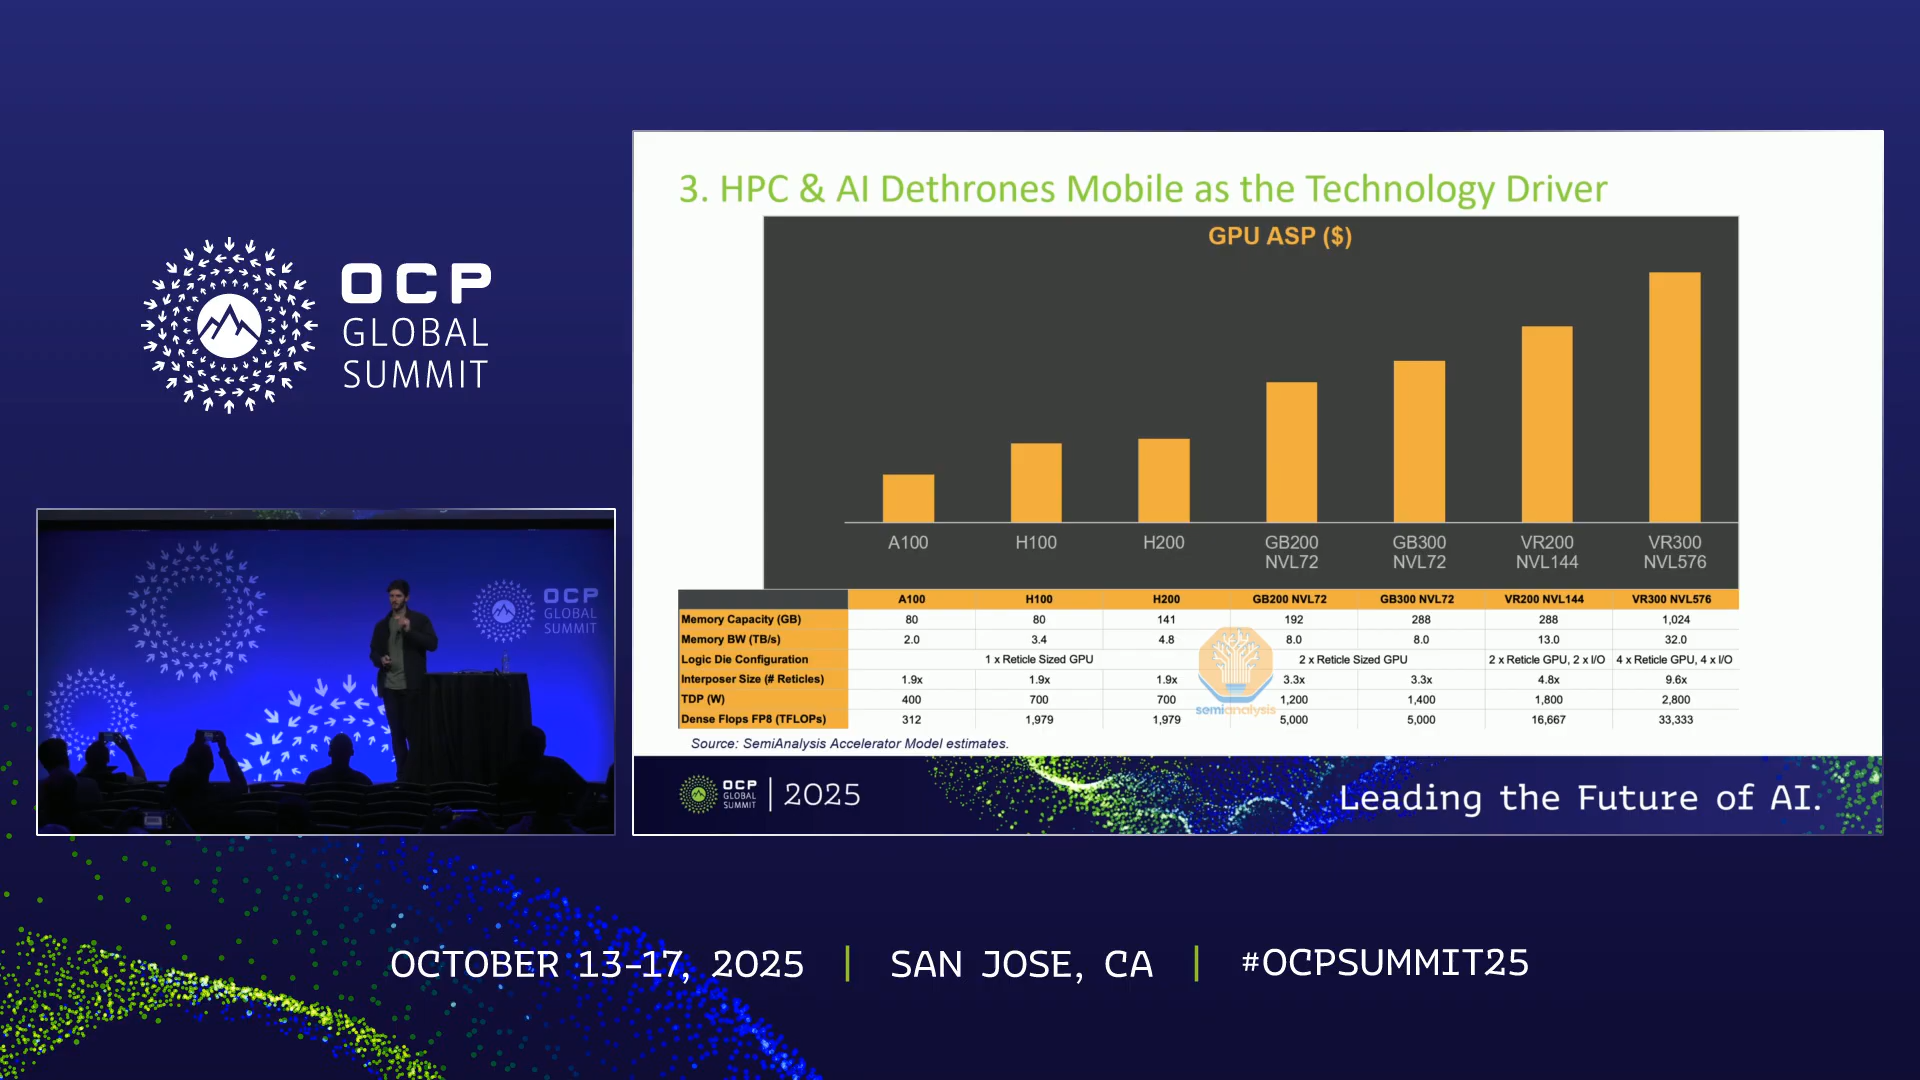 OCP
GLOBAL
SUMMIT
OCP
GLOBAL
SUMMIT
3. HPC & AI Dethrones Mobile as the Technology Driver
GPU ASP ($)
A100 H100 H200 GB200 NVL72 GB300 NVL72 VR200 NVL144 VR300 NVL576
A100 H100 H200 GB200 NVL72 GB300 NVL72 VR200 NVL144 VR300 NVL576
Memory Capacity (GB) 80 80 141 192 288 288 1,024
Memory BW (TB/s) 2.0 3.4 4.8 8.0 8.0 13.0 32.0
Logic Die Configuration 1 x Reticle Sized GPU 2 x Reticle Sized GPU 2 x Reticle GPU, 2 x I/O 4 x Reticle GPU, 4 x I/O
Interposer Size (# Reticles) 1.9x 1.9x 1.9x 3.3x 3.3x 4.8x 9.6x
TDP (W) 400 700 700 1,200 1,400 1,800 2,800
Dense Flops FP8 (TFLOPs) 312 1,979 1,979 5,000 5,000 16,667 33,333
semianalysis
Source: SemiAnalysis Accelerator Model estimates.
OCP
GLOBAL
SUMMIT
2025
Leading the Future of AI.
OCTOBER 13-17, 2025 | SAN JOSE, CA | #OCPSUMMIT25